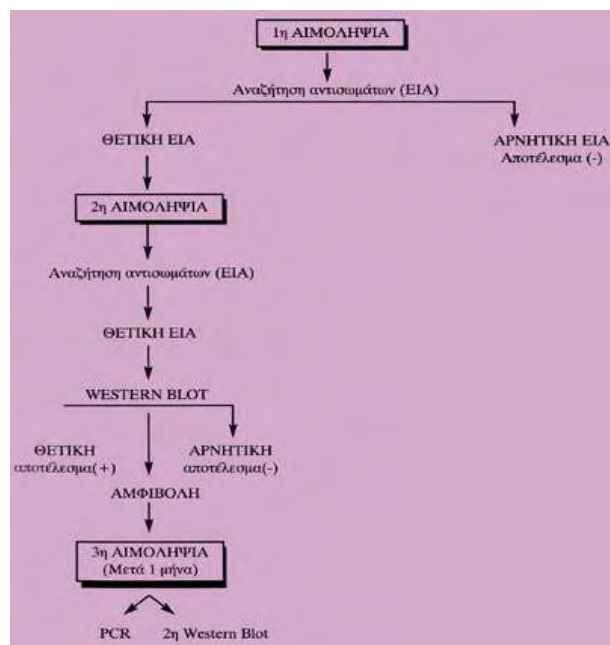 1η ΑΙΜΟΛΗΨΙΑ
Αναζήτηση αντισωμάτων (ΕΙΑ)
ΘΕΤΙΚΗ ΕΙΑ
ΑΡΝΗΤΙΚΗ ΕΙΑ
Αποτέλεσμα (-)
2η ΑΙΜΟΛΗΨΙΑ
Αναζήτηση αντισωμάτων (ΕΙΑ)
ΘΕΤΙΚΗ ΕΙΑ
WESTERN BLOT
ΘΕΤΙΚΗ
αποτέλεσμα(+)
ΑΡΝΗΤΙΚΗ
αποτέλεσμα(-)
ΑΜΦΙΒΟΛΗ
3η ΑΙΜΟΛΗΨΙΑ
(Μετά 1 μήνα)
PCR
2η Western Blot